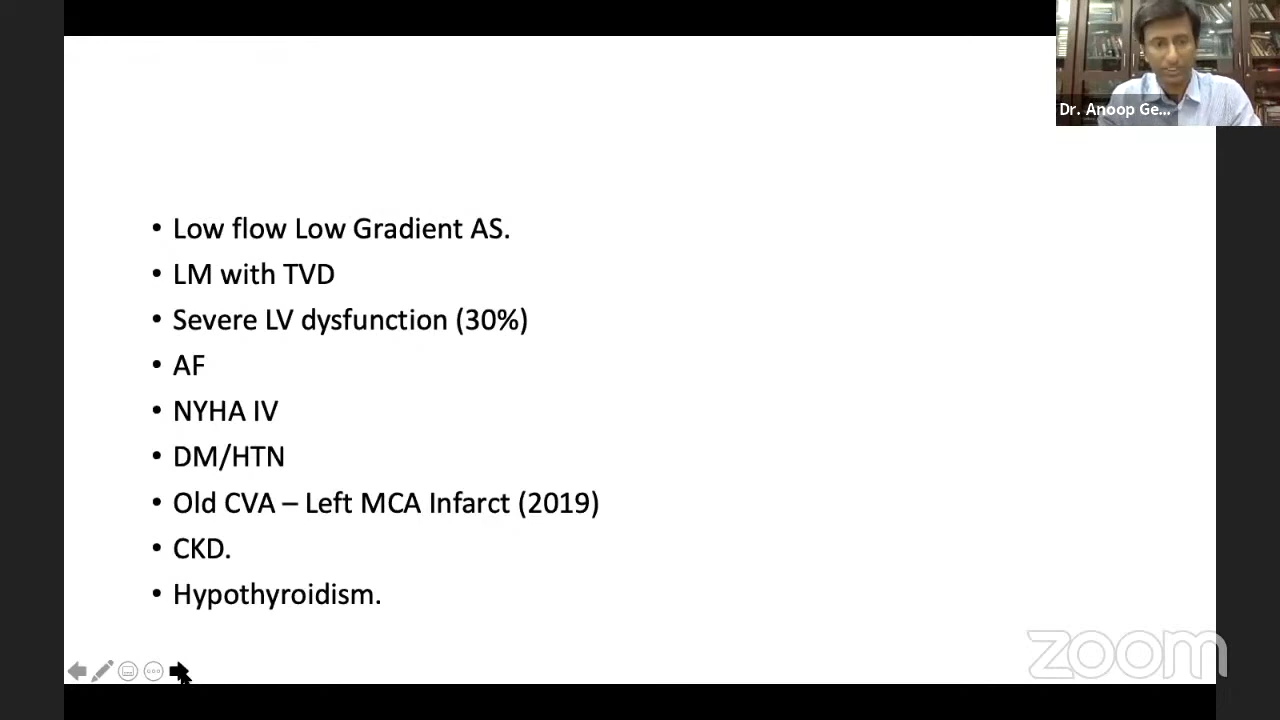 Dr. Anoop Ge...
• Low flow Low Gradient AS.
• LM with TVD
• Severe LV dysfunction (30%)
• AF
• NYHA IV
• DM/HTN
• Old CVA – Left MCA Infarct (2019)
• CKD.
• Hypothyroidism.
zoom